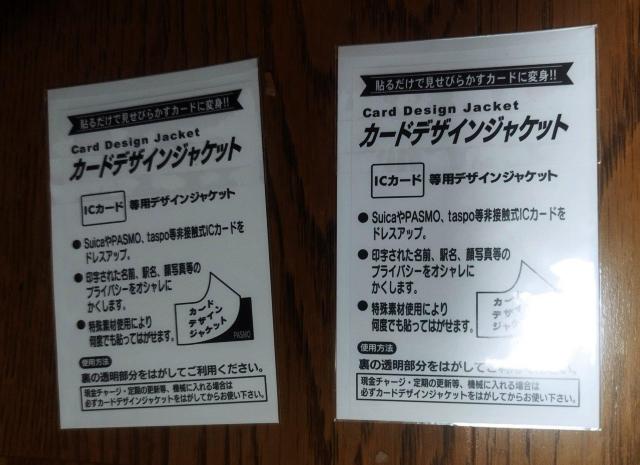 貼るだけで見せびらかすカードに変身!!
Card Design Jacket
カードデザインジャケット
ICカード 等用デザインジャケット
● SuicaやPASMO、taspo等非接触式ICカードを
ドレスアップ。
● 印字された名前、駅名、顔写真等の
プライバシーをオシャレに
かくします。
● 特殊素材使用により
何度でも貼ってはがせます。
カード
デザイン
ジャケット
PASMO
使用方法
裏の透明部分をはがしてご利用ください。
現金チャージ・定期の更新等、機械に入れる場合は
必ずカードデザインジャケットをはがしてからお使い下さい。
貼るだけで見せびらかすカードに変身!!
Card Design Jacket
カードデザインジャケット
ICカード 等用デザインジャケット
● SuicaやPASMO、taspo等非接触式ICカードを
ドレスアップ。
● 印字された名前、駅名、顔写真等の
プライバシーをオシャレに
かくします。
● 特殊素材使用により
何度でも貼ってはがせます。
使用方法
裏の透明部分をはがしてご利用ください。
現金チャージ・定期の更新等、機械に入れる場合は
必ずカードデザインジャケットをはがしてからお使い下さい。